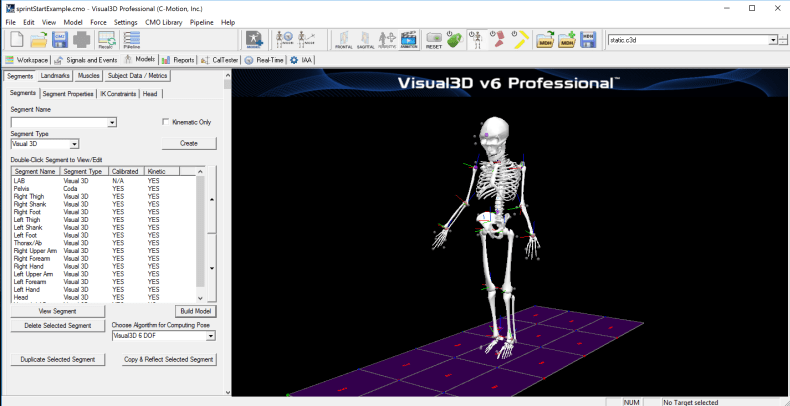 sprintStartExample.cmo - Visual3D Professional (C-Motion, Inc.)
File Edit View Model Force Settings CMO Library Pipeline Help
Recalc Pipeline MODELS FRONTAL SAGITTAL ANIMATION RESET MDH MDH MDH static.c3d
Workspace Signals and Events Models Reports CalTester Real-Time IAA
Segments Landmarks Muscles Subject Data / Metrics
Segments Segment Properties IK Constraints Head
Segment Name
Kinematic Only
Segment Type
Visual 3D Create
Double-Click Segment to View/Edit
Segment Name Segment Type Calibrated Kinetic
LAB Visual 3D N/A YES
Pelvis Coda YES YES
Right Thigh Visual 3D YES YES
Right Shank Visual 3D YES YES
Right Foot Visual 3D YES YES
Left Thigh Visual 3D YES YES
Left Shank Visual 3D YES YES
Left Foot Visual 3D YES YES
Thorax/Ab Visual 3D YES YES
Right Upper Arm Visual 3D YES YES
Right Forearm Visual 3D YES YES
Right Hand Visual 3D YES YES
Left Upper Arm Visual 3D YES YES
Left Forearm Visual 3D YES YES
Left Hand Visual 3D YES YES
Head Visual 3D YES YES
View Segment Build Model
Delete Selected Segment Choose Algorithm for Computing Pose
Visual3D 6 DOF
Duplicate Selected Segment Copy & Reflect Selected Segment
Visual3D v6 Professional™
NUM No Target selected